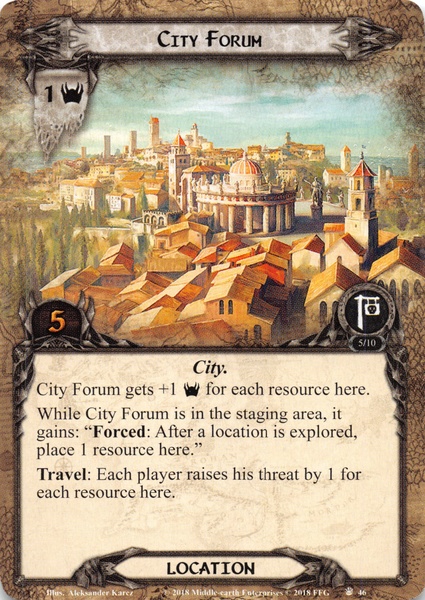 CITY FORUM
1
5
5/10
City.
City Forum gets +1 for each resource here.
While City Forum is in the staging area, it
gains: “Forced: After a location is explored,
place 1 resource here.”
Travel: Each player raises his threat by 1 for
each resource here.
LOCATION
Illus. Aleksander Karcz © 2018 Middle-earth Enterprises © 2018 FFG 46